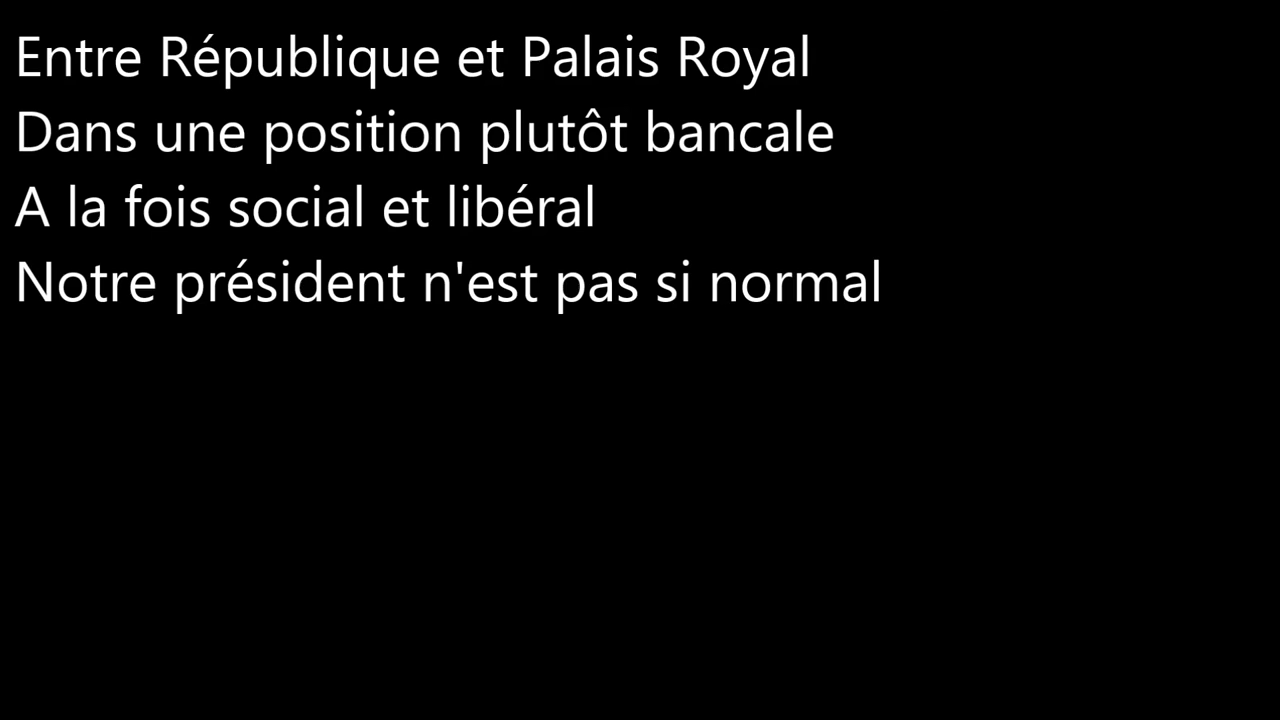 Entre République et Palais Royal
Dans une position plutôt bancale
A la fois social et libéral
Notre président n'est pas si normal